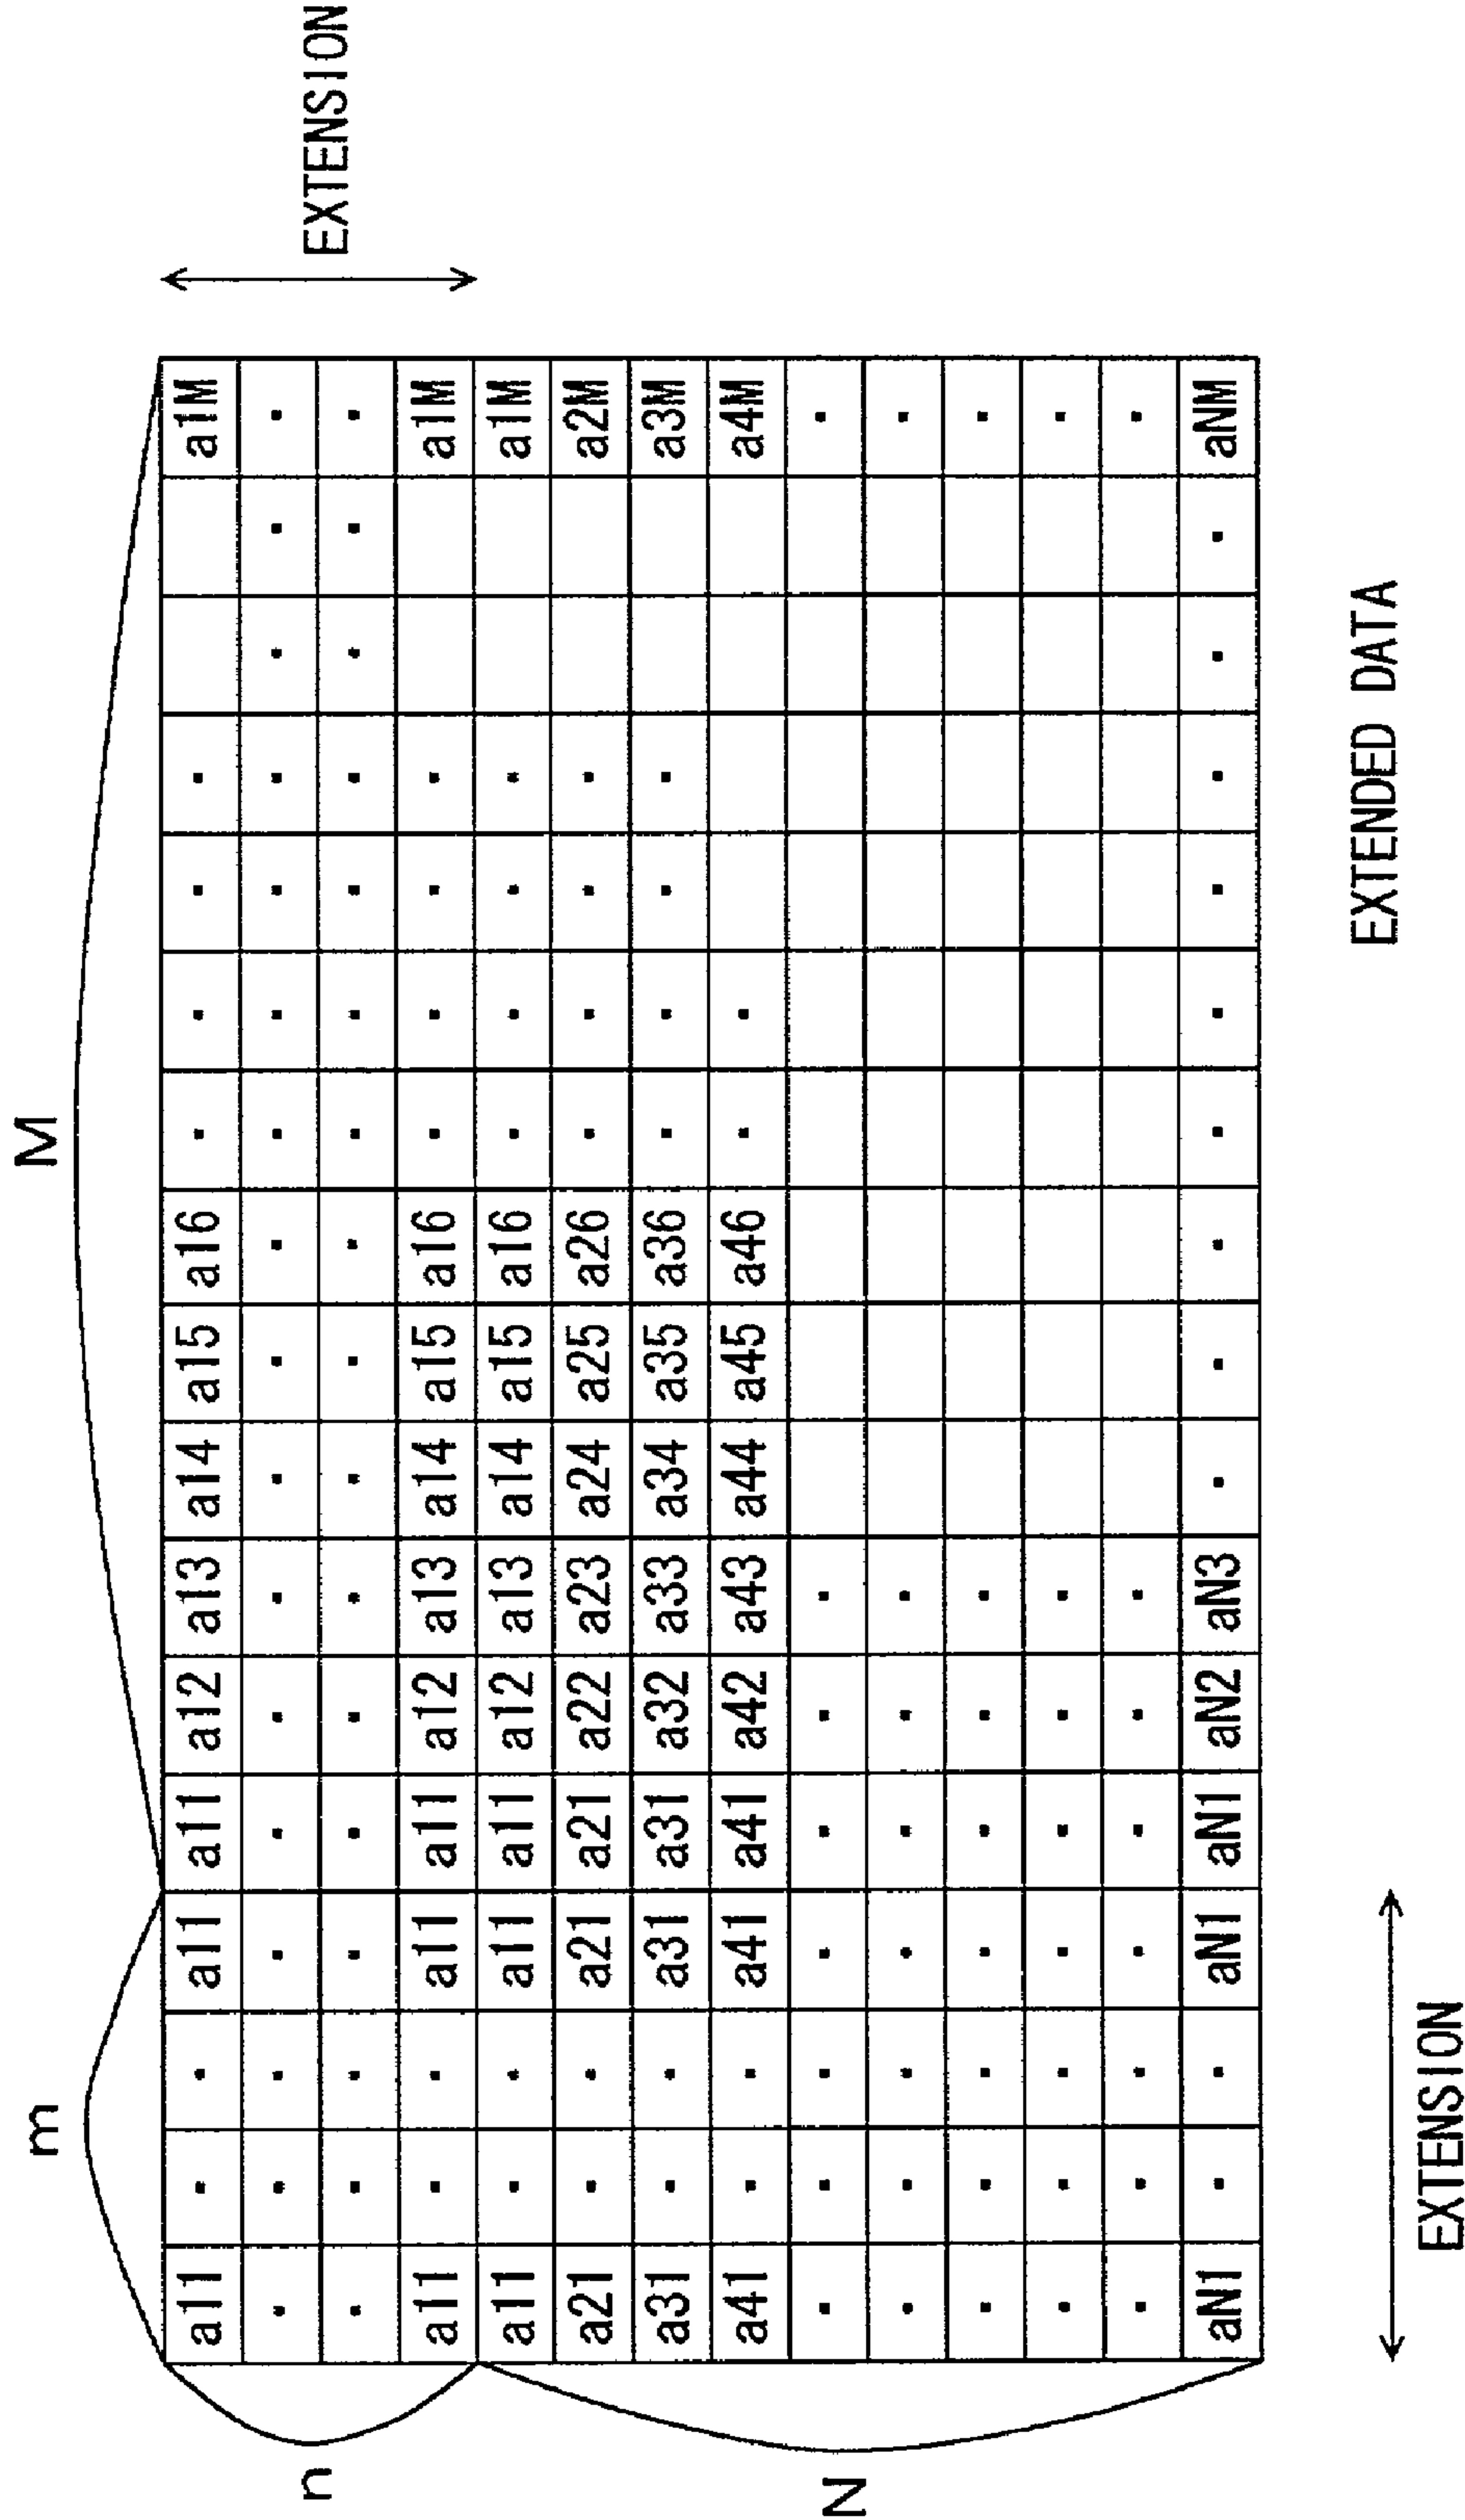 m M
a11 . . a11 a11 a12 a13 a14 a15 a16 . . . . a1M
. . . . . . . . . . . . . . . . .
n EXTENSION
. . . . . . . . . . . . . . . . .
a11 . . a11 a11 a12 a13 a14 a15 a16 . . . . a1M
a11 . . a11 a11 a12 a13 a14 a15 a16 . . . . a1M
a21 . . a21 a21 a22 a23 a24 a25 a26 . . . . a2M
a31 . . a31 a31 a32 a33 a34 a35 a36 . . . . a3M
a41 . . a41 a41 a42 a43 a44 a45 a46 . . a4M
N
. . . . . . . .
. . . . . . . .
. . . . . . . .
. . . . . . . .
. . . . . . . .
aN1 . . aN1 aN1 aN2 aN3 . . . . . . . . . aNM
EXTENDED DATA
EXTENSION